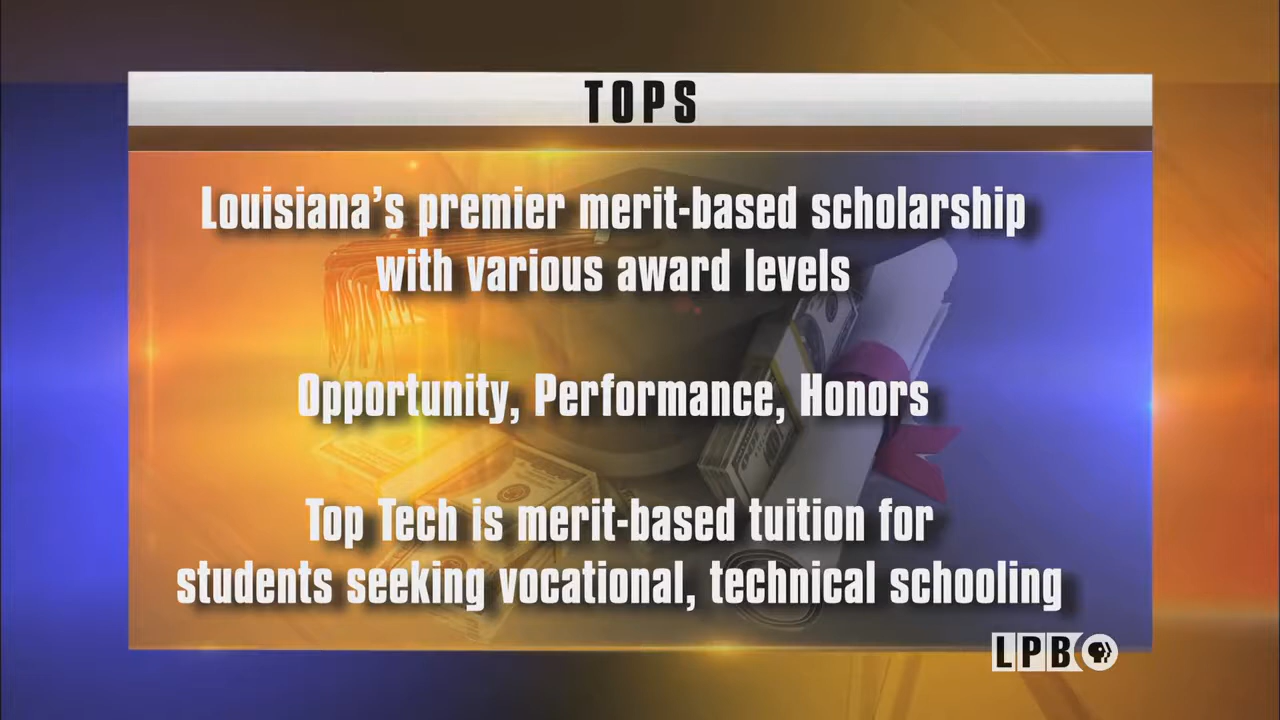 TOPS
Louisiana's premier merit-based scholarship
with various award levels
Opportunity, Performance, Honors
Top Tech is merit-based tuition for
students seeking vocational, technical schooling
LPB